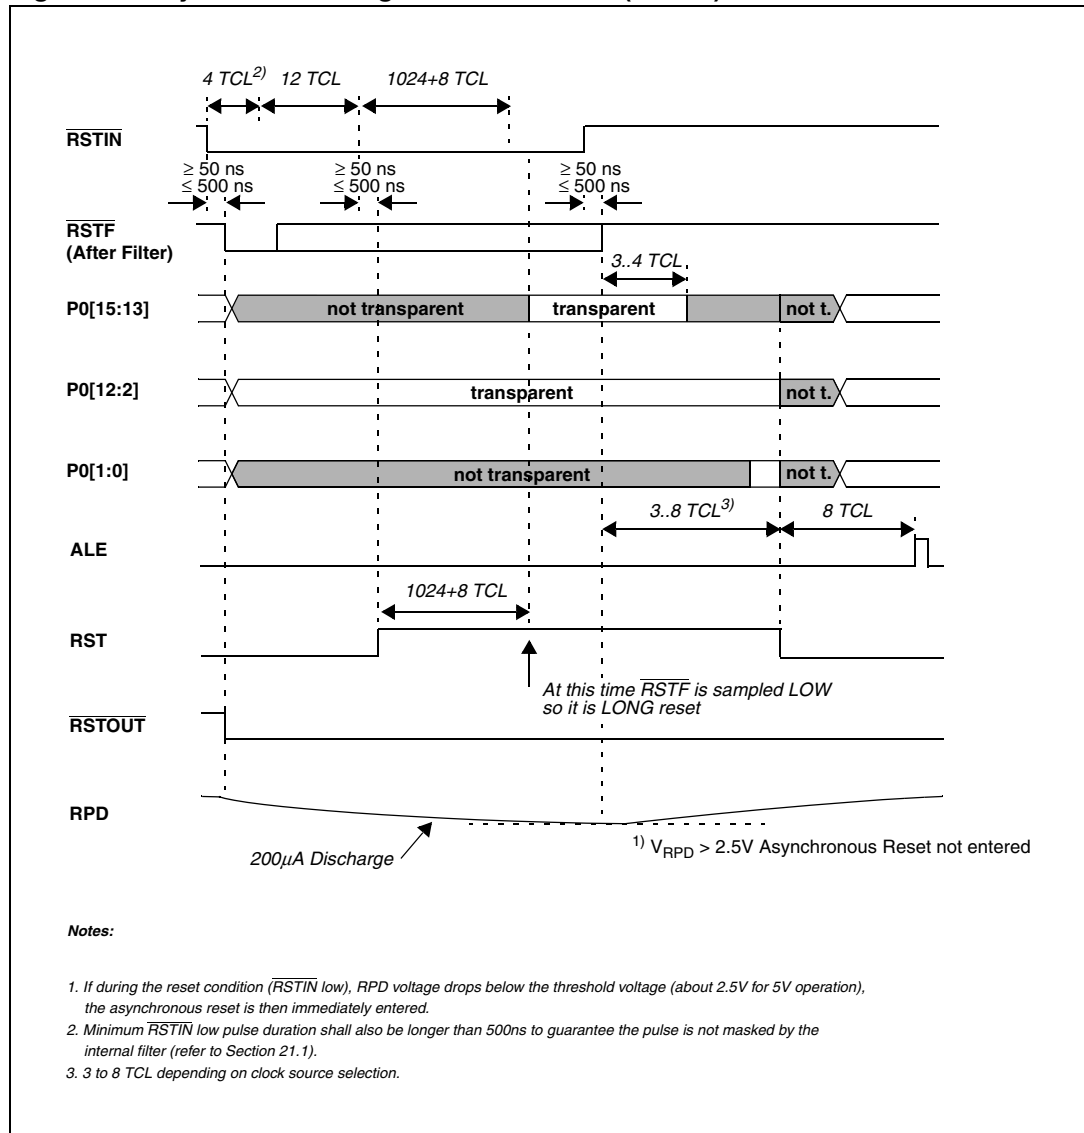 4 TCL2) 12 TCL 1024+8 TCL
RSTIN
≥ 50 ns ≥ 50 ns ≥ 50 ns
≤ 500 ns ≤ 500 ns ≤ 500 ns
RSTF
(After Filter)
3..4 TCL
P0[15:13] not transparent transparent not t.
P0[12:2] transparent not t.
P0[1:0] not transparent not t.
3..8 TCL3) 8 TCL
ALE
1024+8 TCL
RST
At this time RSTF is sampled LOW
so it is LONG reset
RSTOUT
RPD
200µA Discharge
1) VRPD > 2.5V Asynchronous Reset not entered
Notes:
1. If during the reset condition (RSTIN low), RPD voltage drops below the threshold voltage (about 2.5V for 5V operation),
the asynchronous reset is then immediately entered.
2. Minimum RSTIN low pulse duration shall also be longer than 500ns to guarantee the pulse is not masked by the
internal filter (refer to Section 21.1).
3. 3 to 8 TCL depending on clock source selection.